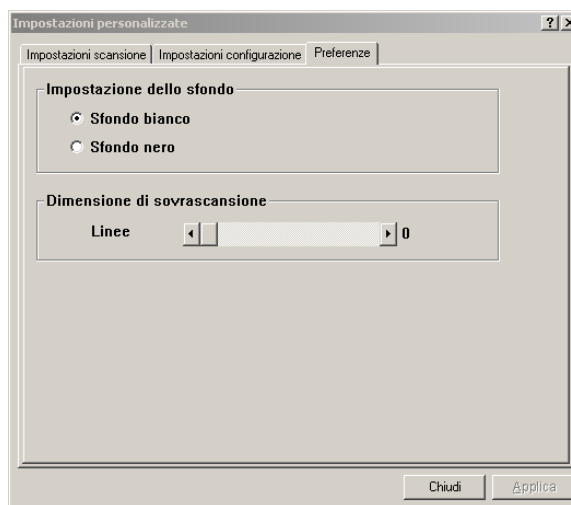 Impostazioni personalizzate
Impostazioni scansione Impostazioni configurazione Preferenze
Impostazione dello sfondo
Sfondo bianco
Sfondo nero
Dimensione di sovrascansione
Linee 0
Chiudi Applica